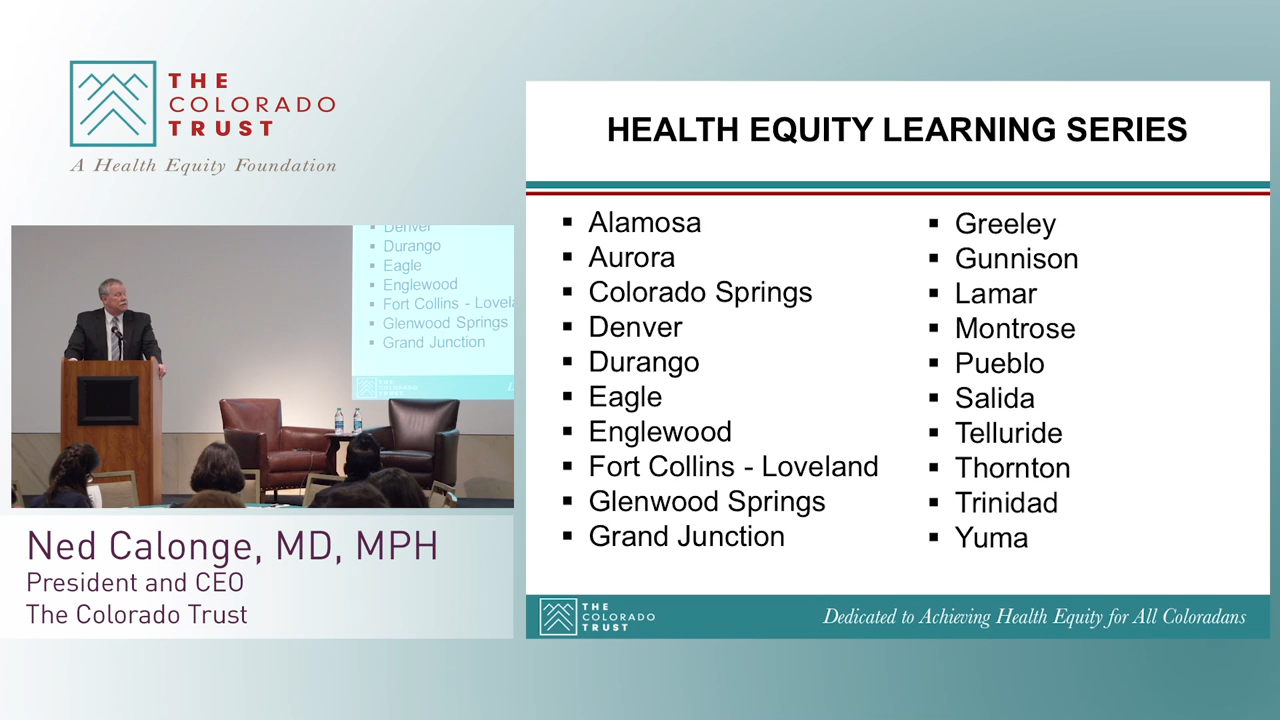 THE
COLORADO
TRUST
A Health Equity Foundation
Denver
Durango
Eagle
Englewood
Fort Collins - Lovela
Glenwood Springs
Grand Junction
THE
COLORADO
TRUST
Ned Calonge, MD, MPH
President and CEO
The Colorado Trust
HEALTH EQUITY LEARNING SERIES
▪ Alamosa
▪ Aurora
▪ Colorado Springs
▪ Denver
▪ Durango
▪ Eagle
▪ Englewood
▪ Fort Collins - Loveland
▪ Glenwood Springs
▪ Grand Junction
▪ Greeley
▪ Gunnison
▪ Lamar
▪ Montrose
▪ Pueblo
▪ Salida
▪ Telluride
▪ Thornton
▪ Trinidad
▪ Yuma
THE
COLORADO
TRUST
Dedicated to Achieving Health Equity for All Coloradans